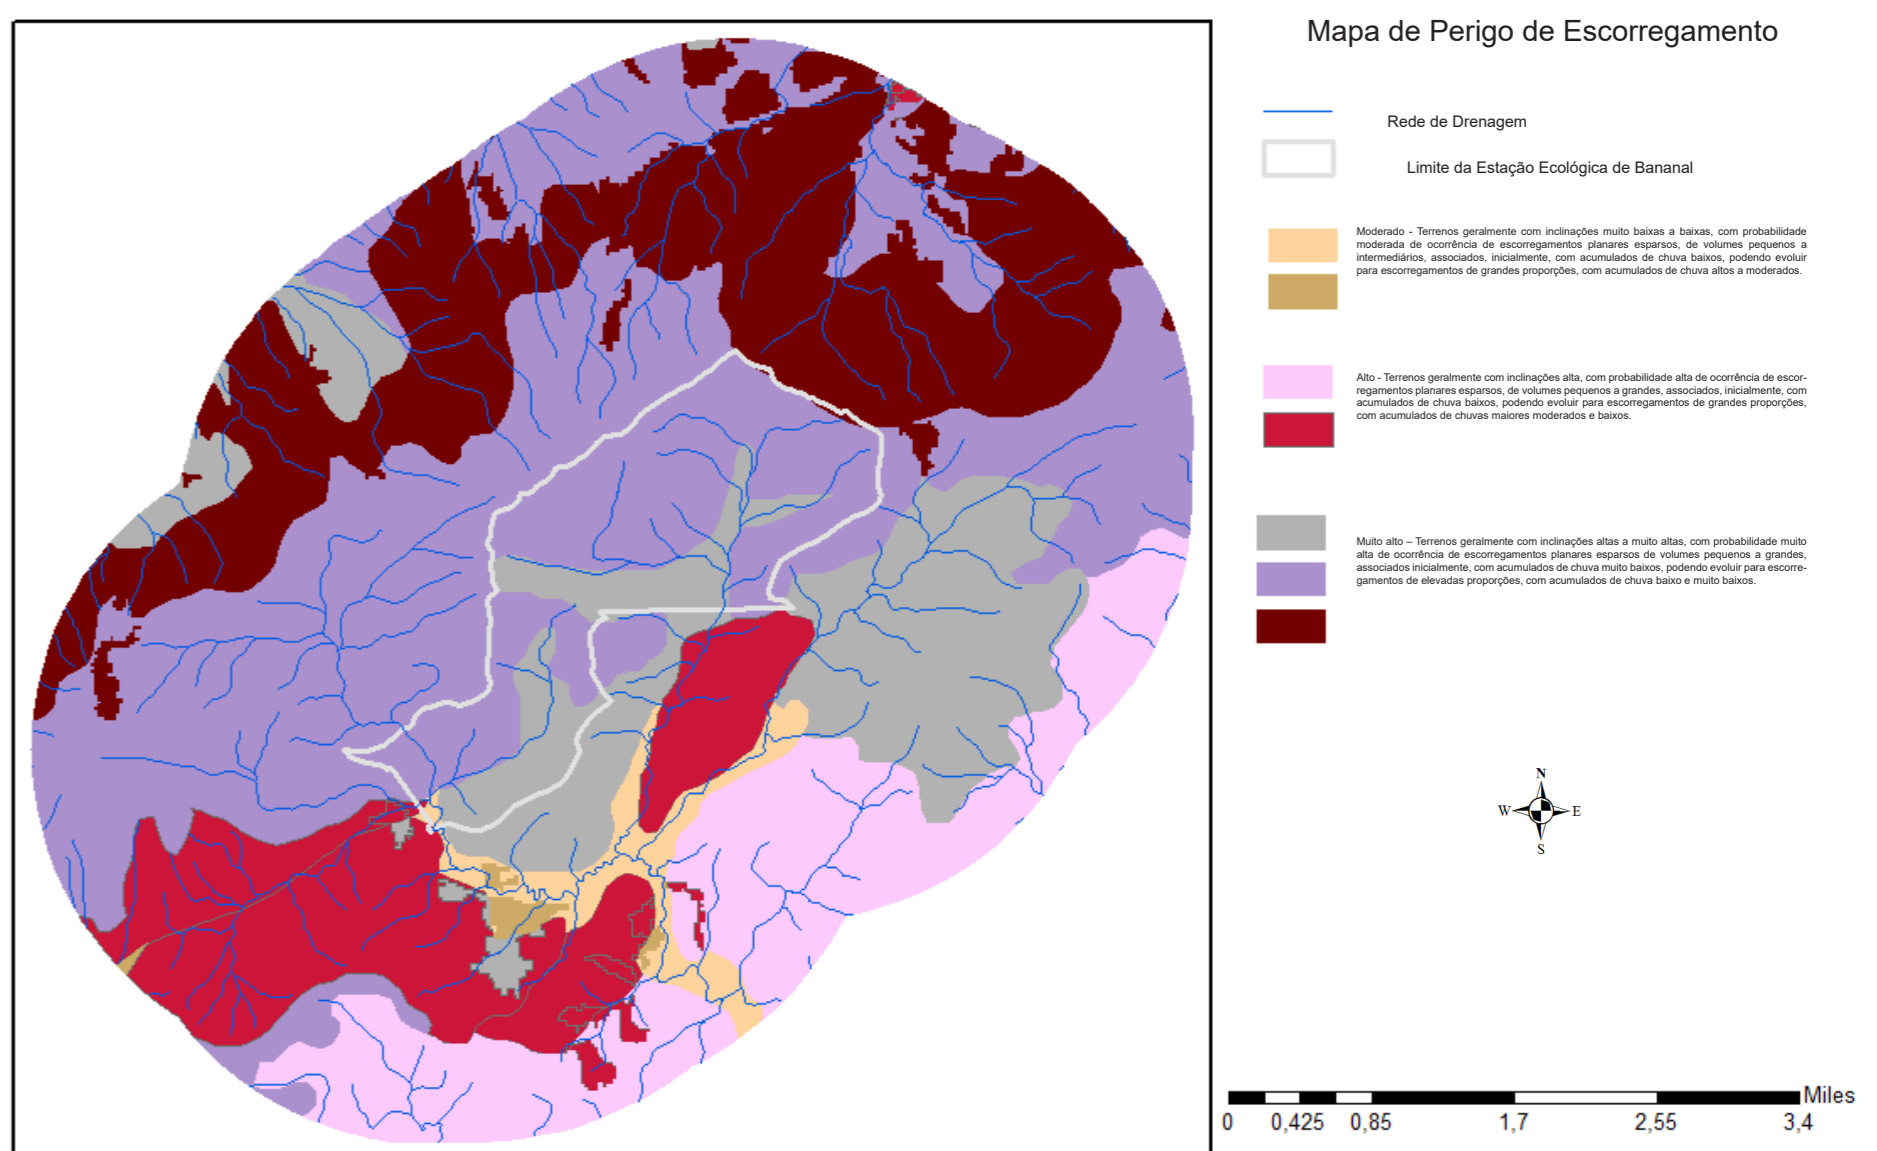 Mapa de Perigo de Escorregamento
Rede de Drenagem
Limite da Estação Ecológica de Bananal
Moderado - Terrenos geralmente com inclinações muito baixas a baixas, com probabilidade
moderada de ocorrência de escorregamentos planares esparsos, de volumes pequenos a
intermediários, associados, inicialmente, com acumulados de chuva baixos, podendo evoluir
para escorregamentos de grandes proporções, com acumulados de chuva altos a moderados.
Alto - Terrenos geralmente com inclinações alta, com probabilidade alta de ocorrência de escor-
regamentos planares esparsos, de volumes pequenos a grandes, associados, inicialmente, com
acumulados de chuva baixos, podendo evoluir para escorregamentos de grandes proporções,
com acumulados de chuvas maiores moderados e baixos.
Muito alto – Terrenos geralmente com inclinações altas a muito altas, com probabilidade muito
alta de ocorrência de escorregamentos planares esparsos de volumes pequenos a grandes,
associados inicialmente, com acumulados de chuva muito baixos, podendo evoluir para escorre-
gamentos de elevadas proporções, com acumulados de chuva baixo e muito baixos.
N
W E
S
Miles
0 0,425 0,85 1,7 2,55 3,4